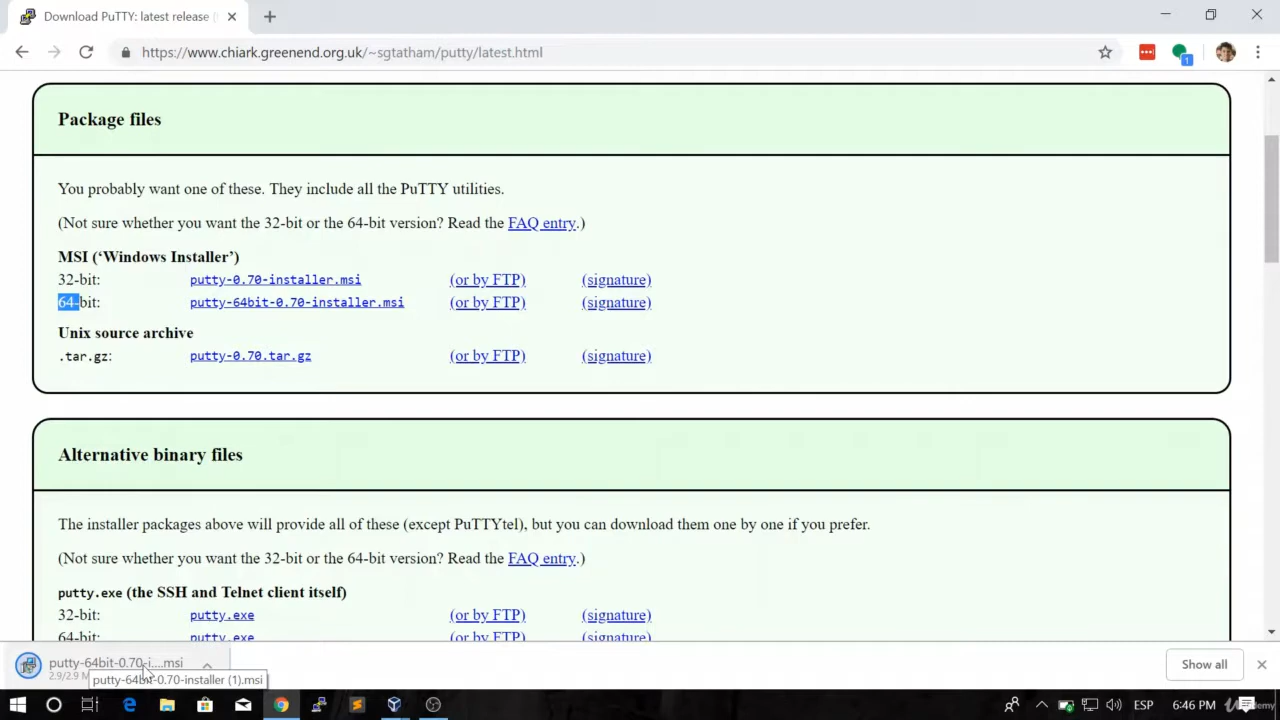 Download PuTTY: latest release
https://www.chiark.greenend.org.uk/~sgtatham/putty/latest.html
1
Package files
You probably want one of these. They include all the PuTTY utilities.
(Not sure whether you want the 32-bit or the 64-bit version? Read the FAQ entry.)
MSI (‘Windows Installer’)
32-bit: putty-0.70-installer.msi (or by FTP) (signature)
64-bit: putty-64bit-0.70-installer.msi (or by FTP) (signature)
Unix source archive
.tar.gz: putty-0.70.tar.gz (or by FTP) (signature)
Alternative binary files
The installer packages above will provide all of these (except PuTTYtel), but you can download them one by one if you prefer.
(Not sure whether you want the 32-bit or the 64-bit version? Read the FAQ entry.)
putty.exe (the SSH and Telnet client itself)
32-bit: putty.exe (or by FTP) (signature)
64-bit: putty.exe (or by FTP) (signature)
putty-64bit-0.70-i....msi
2.9/2.9 M
putty-64bit-0.70-installer (1).msi
Show all
ESP
6:46 PM
Udemy